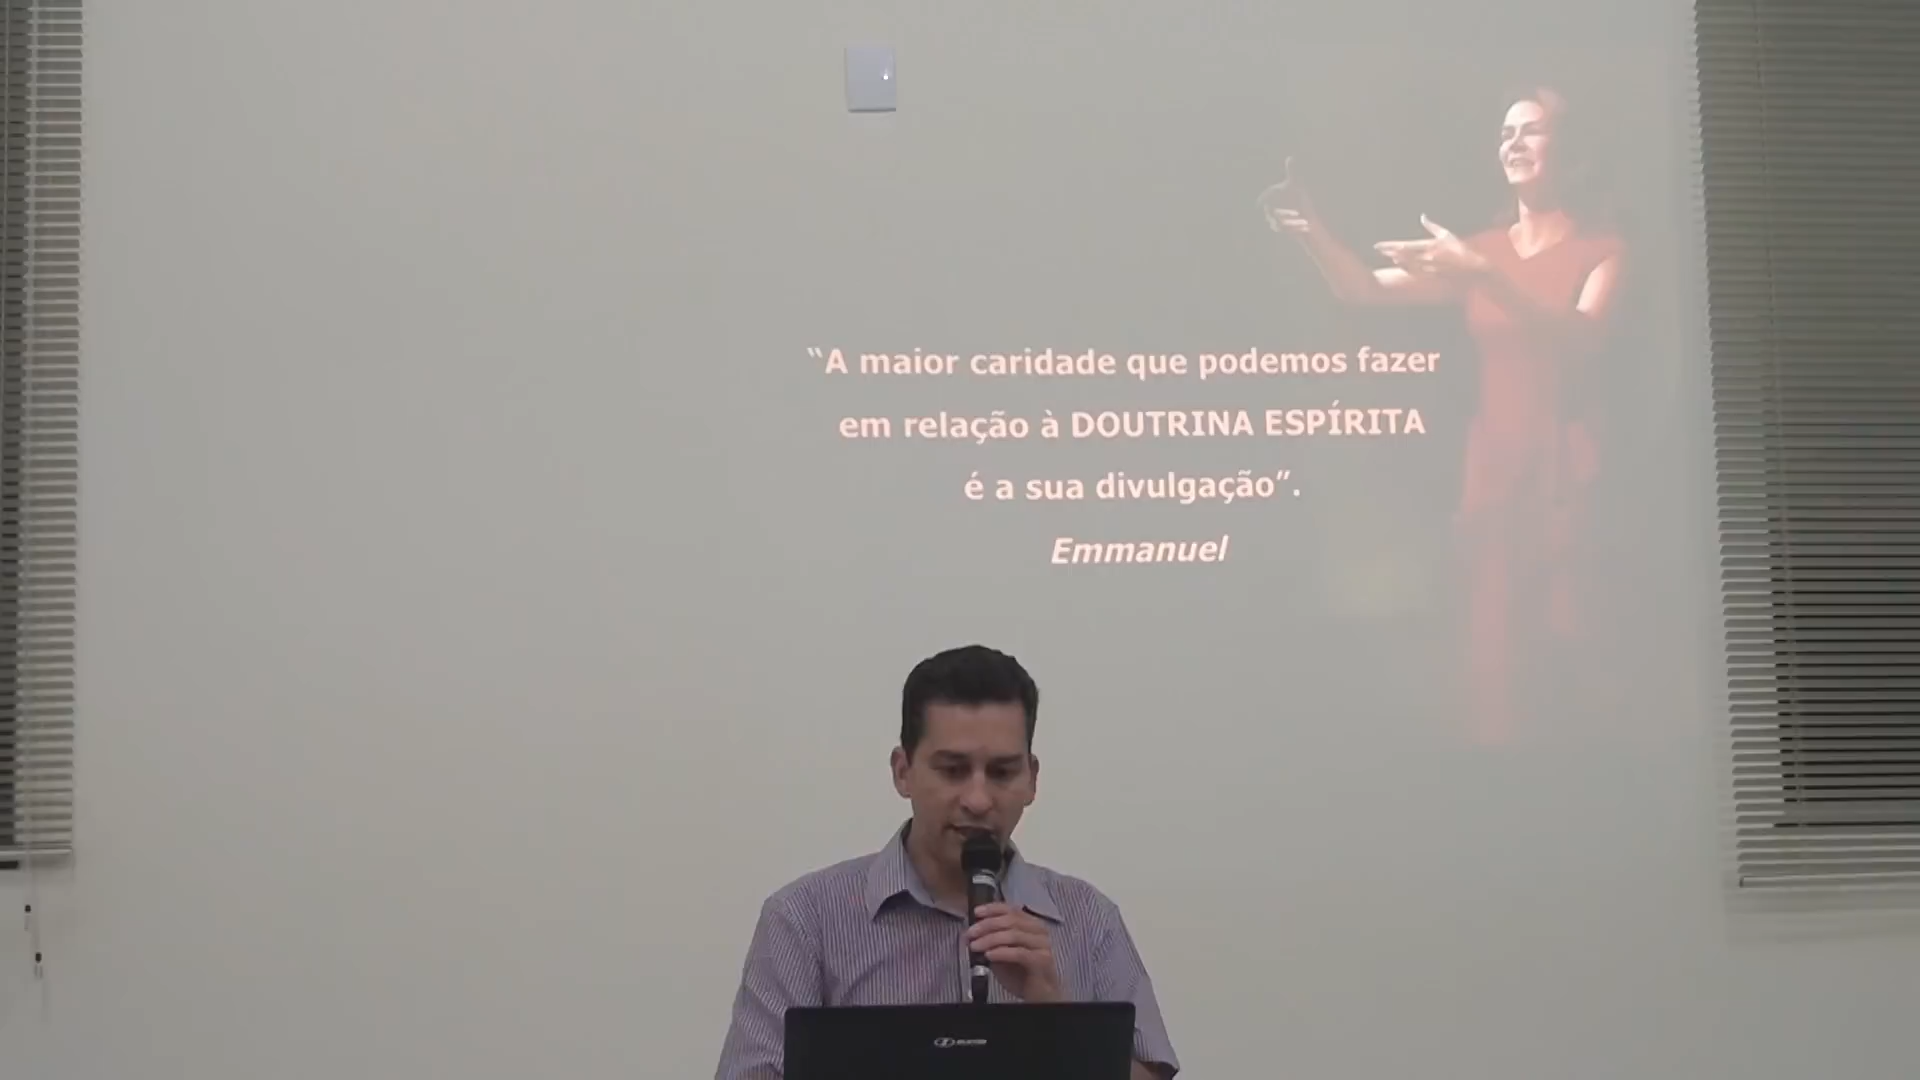 “A maior caridade que podemos fazer
em relação à DOUTRINA ESPÍRITA
é a sua divulgação”.
Emmanuel